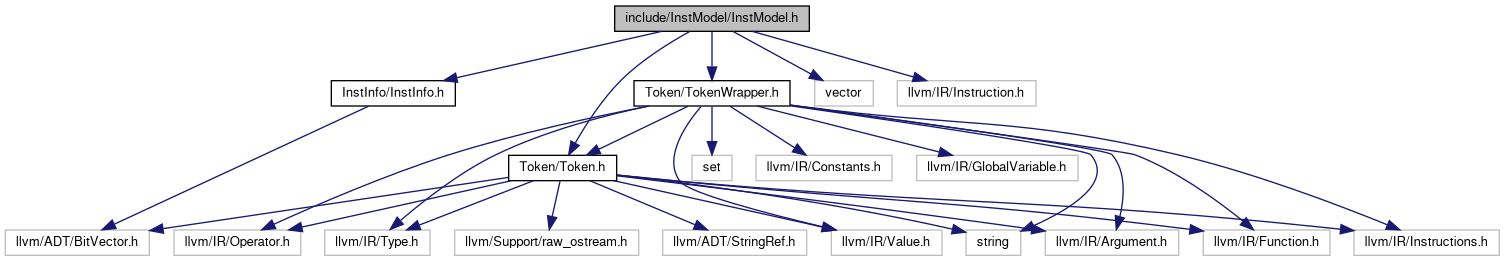 include/InstModel/InstModel.h
InstInfo/InstInfo.h
Token/TokenWrapper.h
vector
llvm/IR/Instruction.h
Token/Token.h
set
llvm/IR/Constants.h
llvm/IR/GlobalVariable.h
llvm/ADT/BitVector.h
llvm/IR/Operator.h
llvm/IR/Type.h
llvm/Support/raw_ostream.h
llvm/ADT/StringRef.h
llvm/IR/Value.h
string
llvm/IR/Argument.h
llvm/IR/Function.h
llvm/IR/Instructions.h